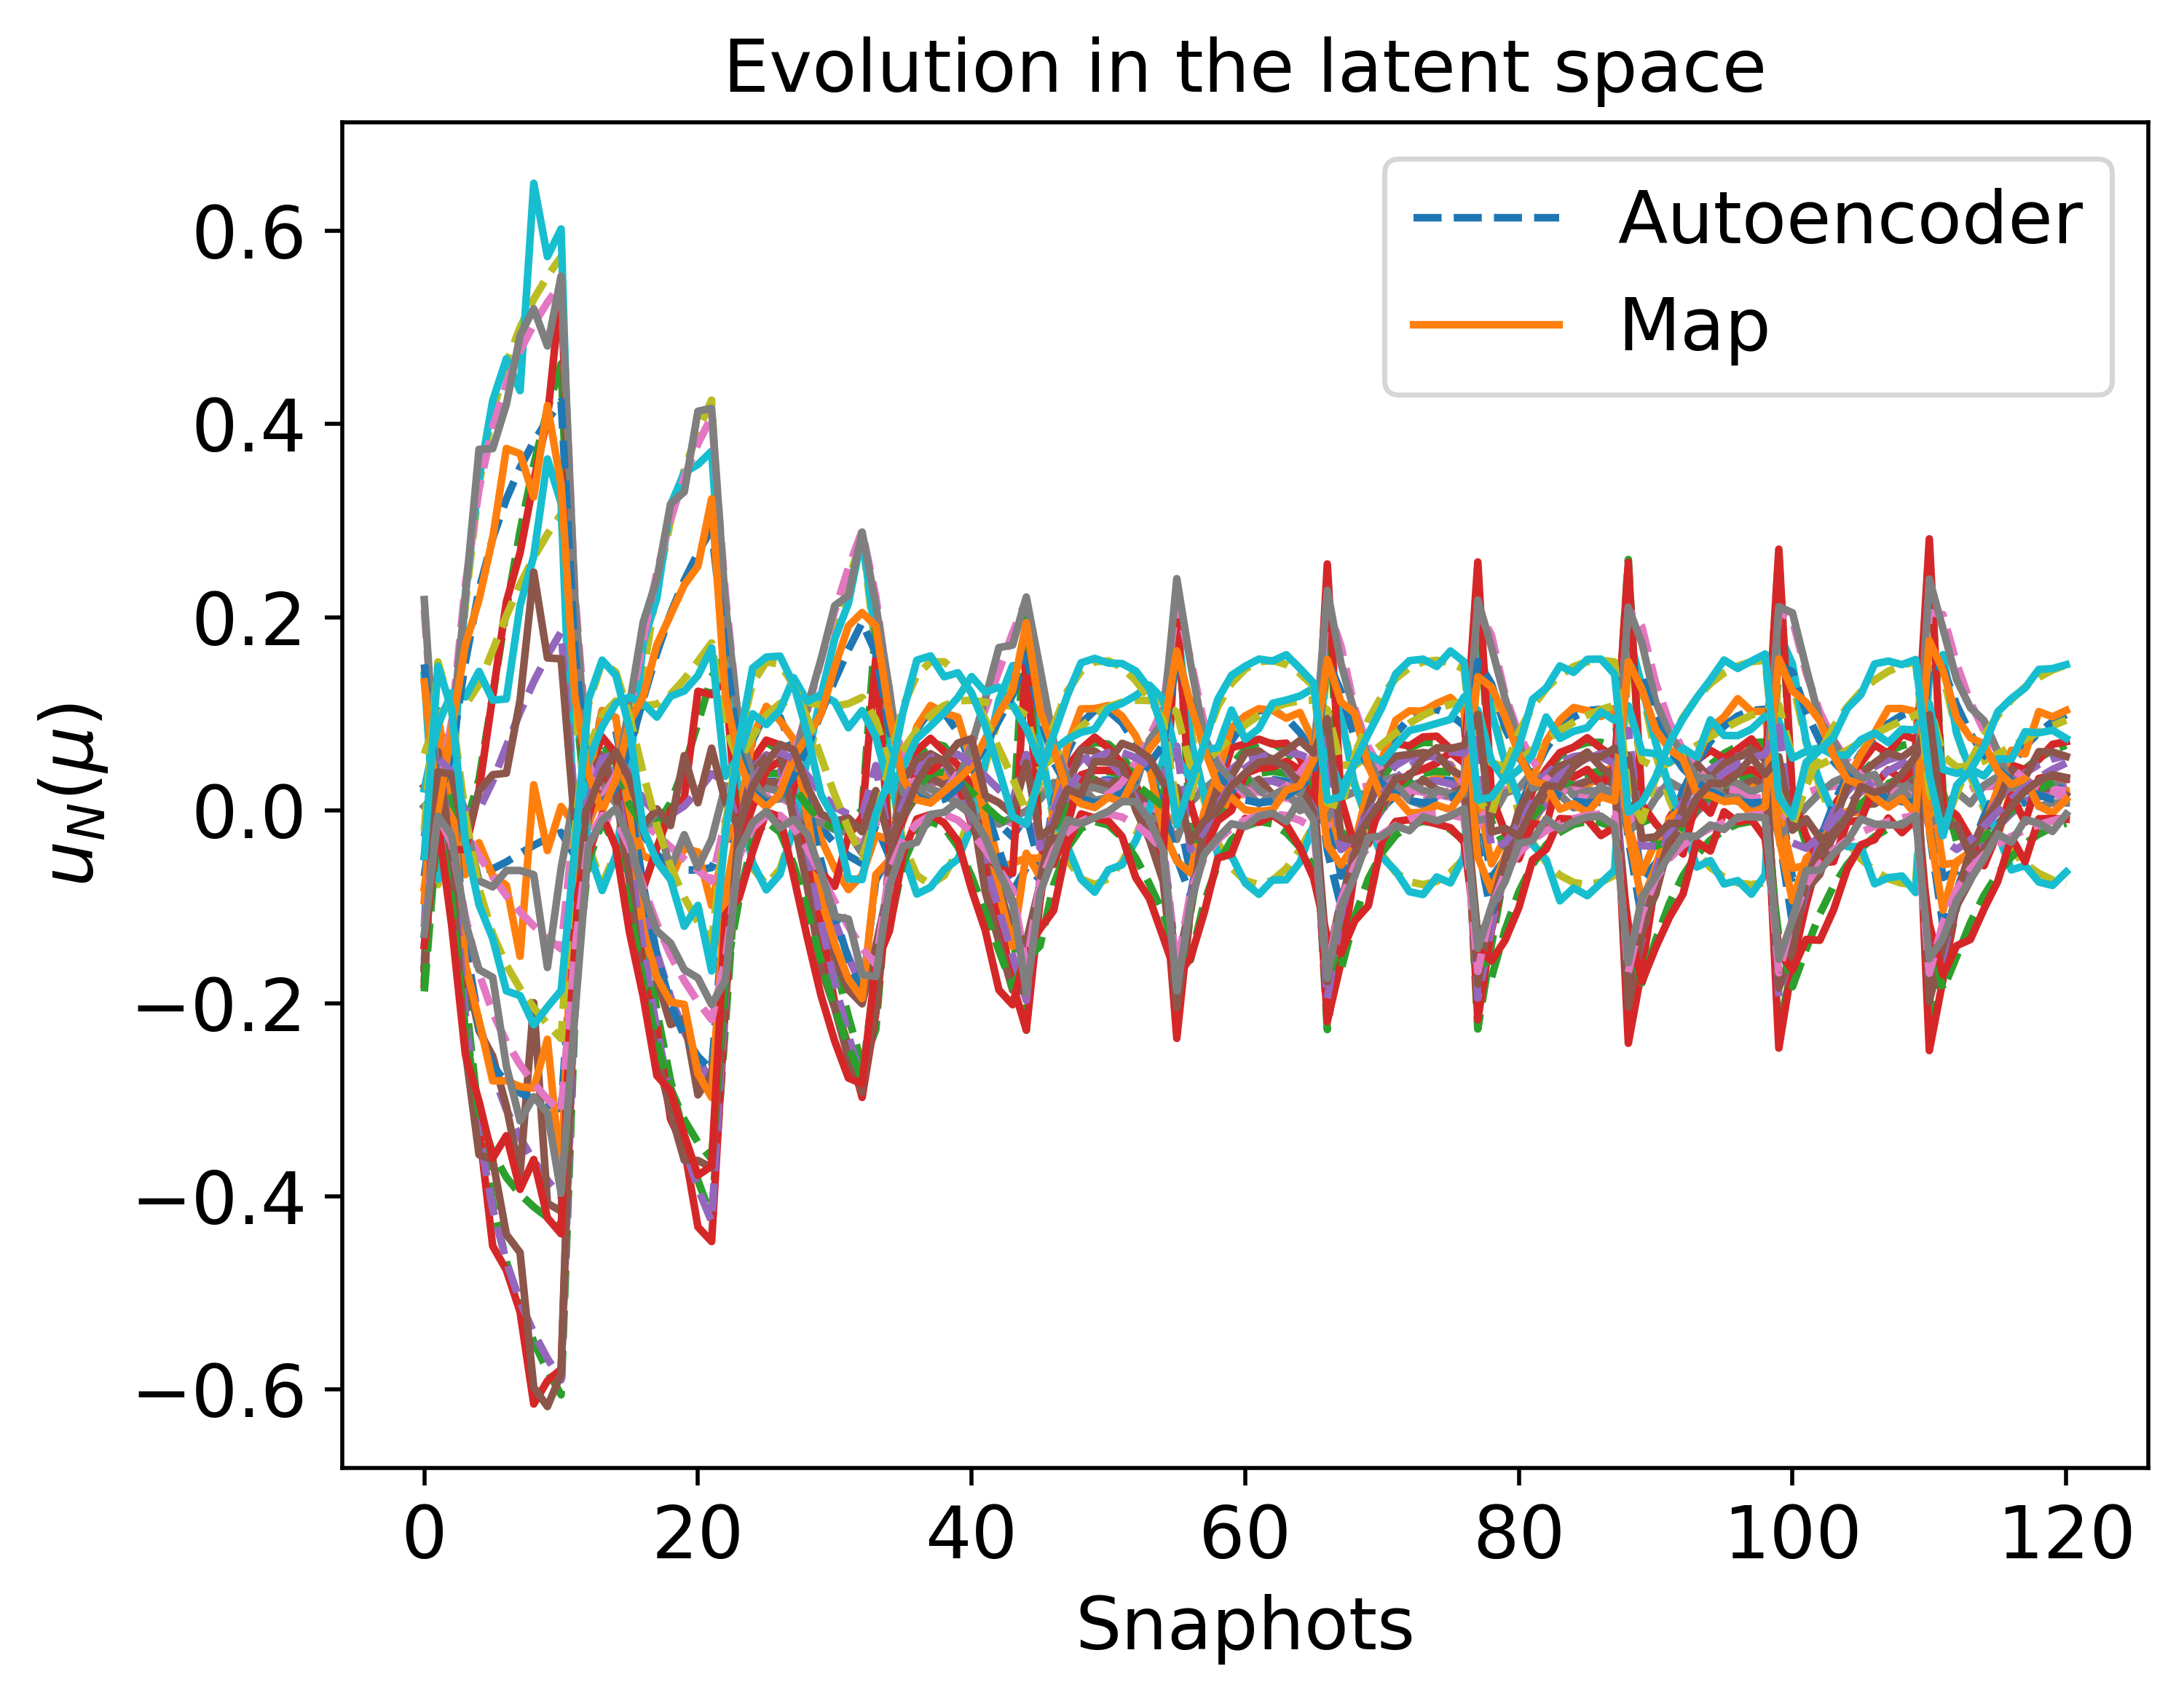 Evolution in the latent space
Autoencoder
Map
0.6
0.4
0.2
0.0
−0.2
−0.4
−0.6
u_N(μ)
0 20 40 60 80 100 120
Snaphots